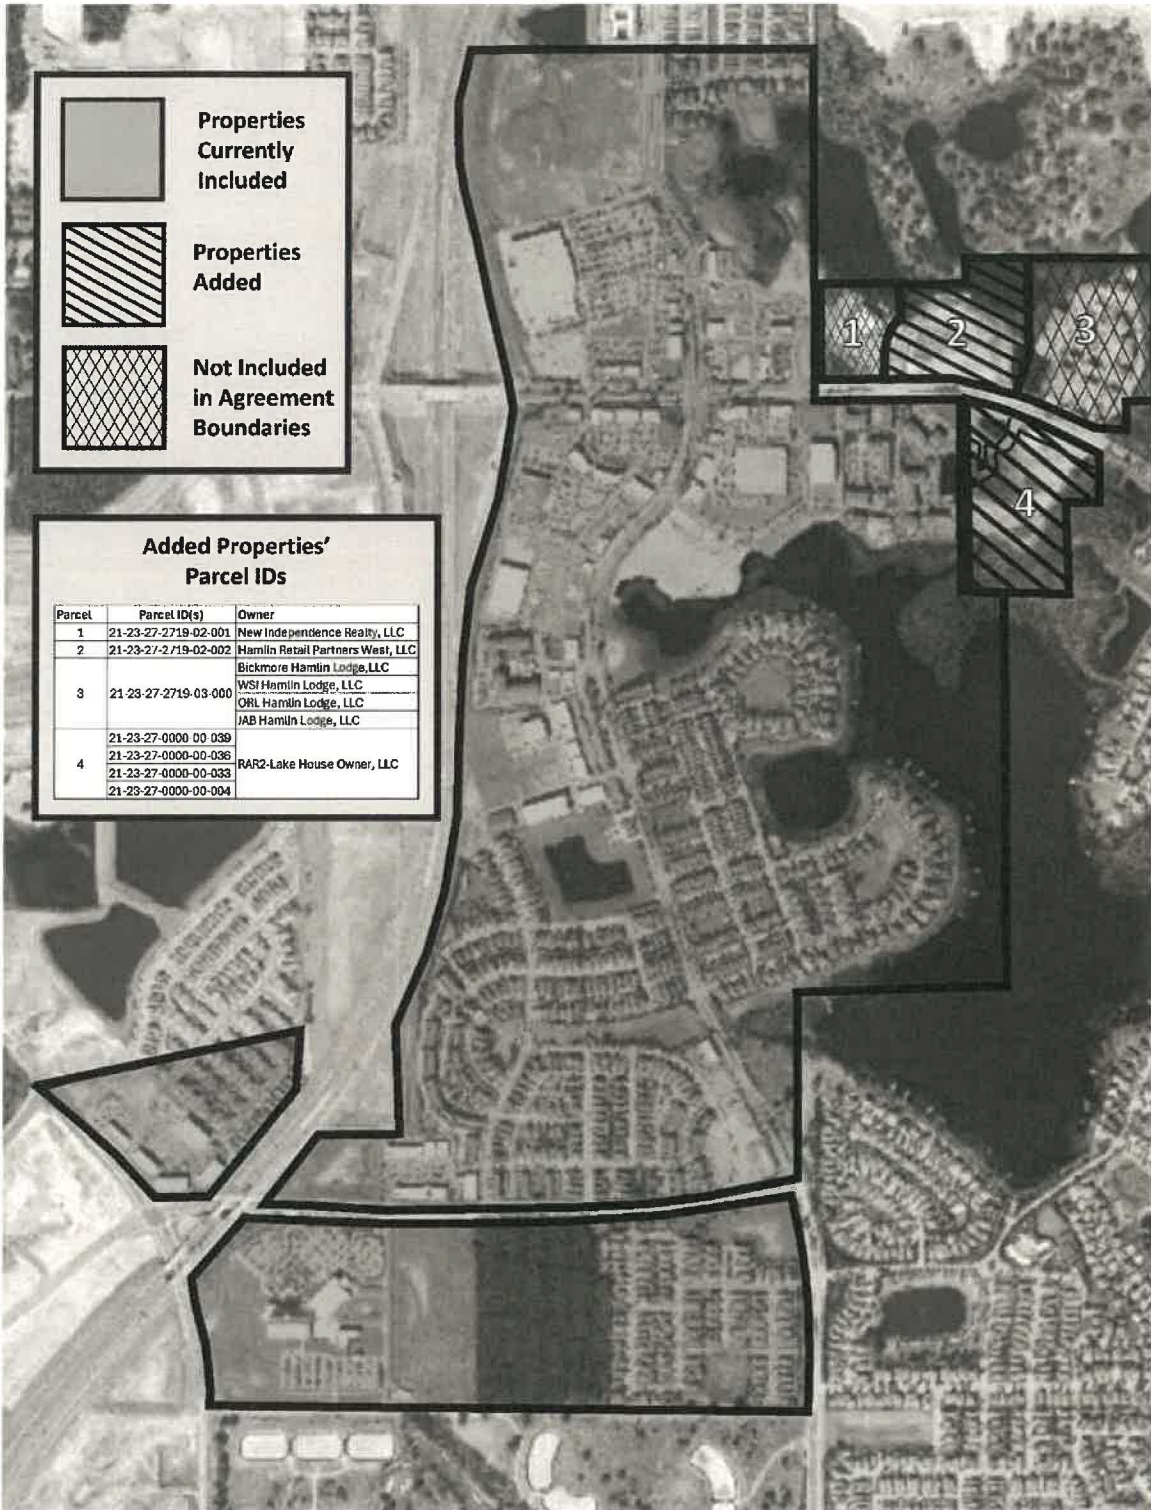 Properties
Currently
Included
Properties
Added
Not Included
in Agreement
Boundaries
1
2
3
4
Added Properties'
Parcel IDs
Parcel Parcel ID(s) Owner
1 21-23-27-2719-02-001 New Independence Realty, LLC
2 21-23-27-2719-02-002 Hamlin Retail Partners West, LLC
3 21-23-27-2719-03-000 Bickmore Hamlin Lodge,LLC
WSI Hamlin Lodge, LLC
ORL Hamlin Lodge, LLC
JAB Hamlin Lodge, LLC
4 21-23-27-0000-00-039 RAR2-Lake House Owner, LLC
21-23-27-0000-00-036
21-23-27-0000-00-033
21-23-27-0000-00-004